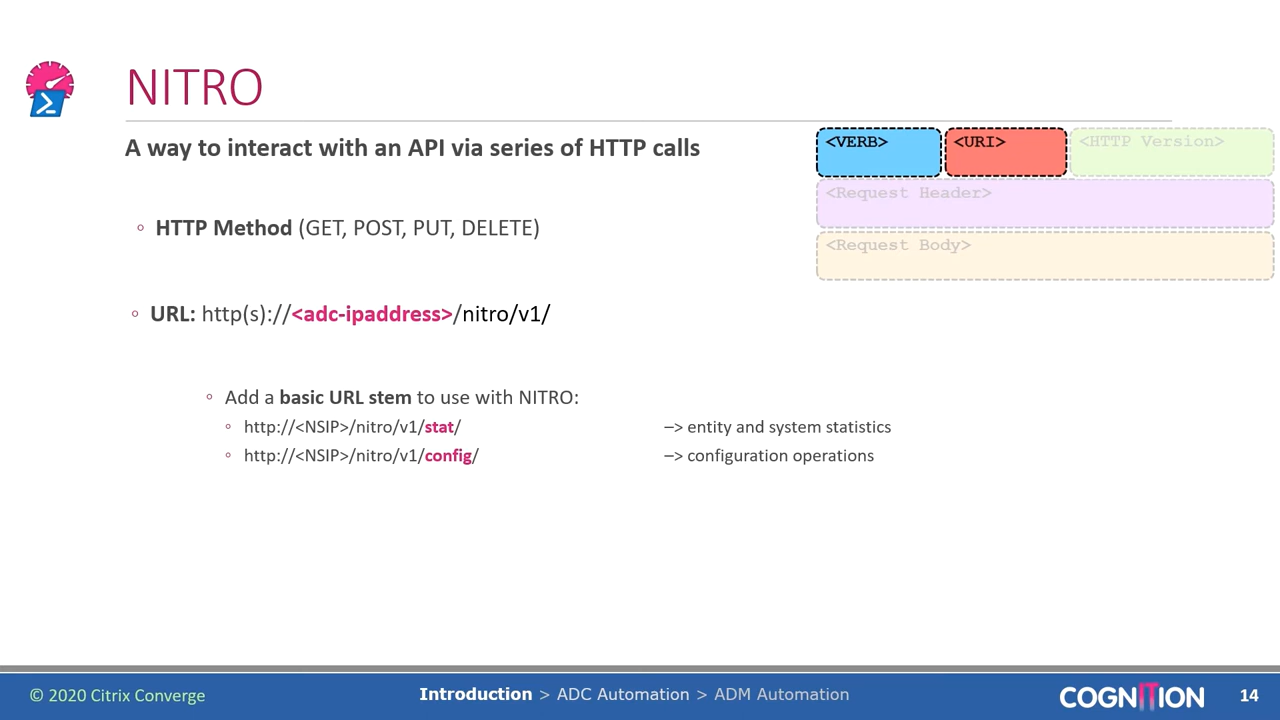 NITRO
A way to interact with an API via series of HTTP calls
<VERB>
<URI>
<HTTP Version>
<Request Header>
<Request Body>
◦ HTTP Method (GET, POST, PUT, DELETE)
◦ URL: http(s)://<adc-ipaddress>/nitro/v1/
◦ Add a basic URL stem to use with NITRO:
◦ http://<NSIP>/nitro/v1/stat/ –> entity and system statistics
◦ http://<NSIP>/nitro/v1/config/ –> configuration operations
© 2020 Citrix Converge
Introduction > ADC Automation > ADM Automation
COGNITION
14